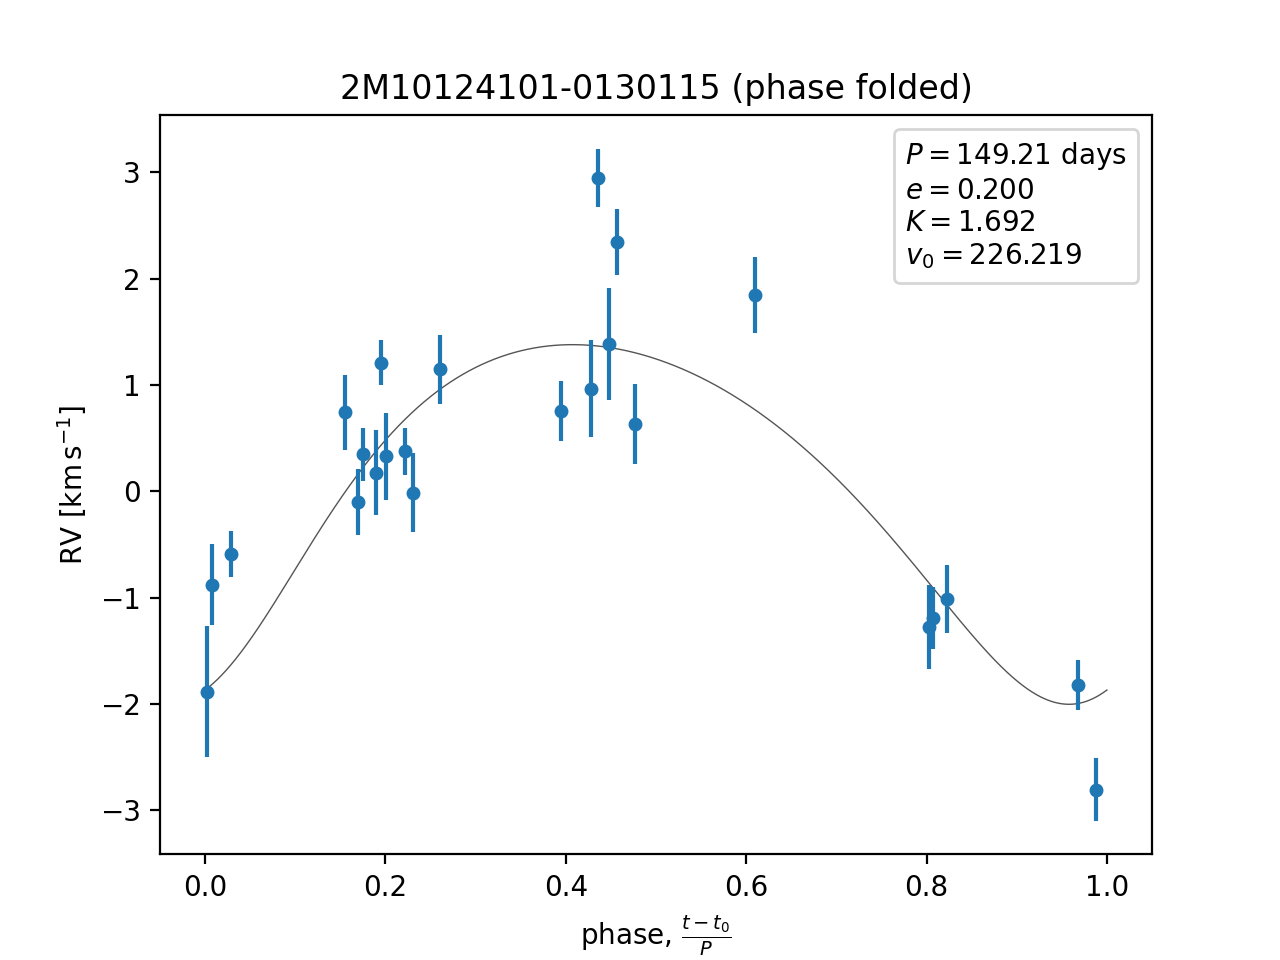 2M10124101-0130115 (phase folded)
P = 149.21 days
e = 0.200
K = 1.692
v₀ = 226.219
RV [km s⁻¹]
3
2
1
0
−1
−2
−3
0.0 0.2 0.4 0.6 0.8 1.0
phase, (t − t₀)/P